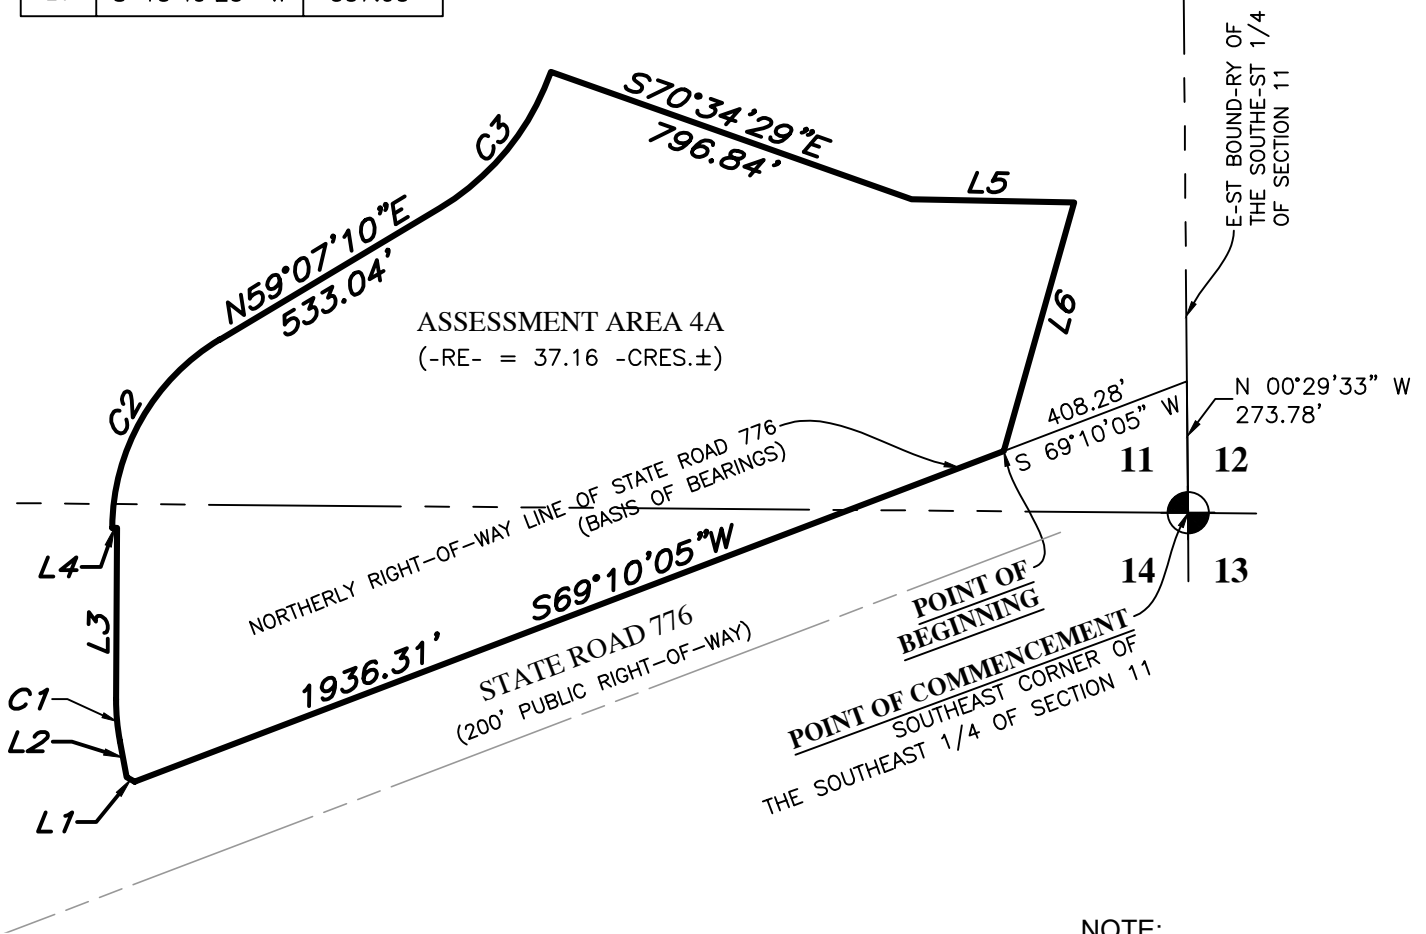 E-ST BOUND-RY OF
THE SOUTHE-ST 1/4
OF SECTION 11
S70°34'29"E
796.84'
C3
L5
N59°07'10"E
533.04'
L6
ASSESSMENT AREA 4A
(-RE- = 37.16 -CRES.±)
C2
408.28'
S 69°10'05" W
N 00°29'33" W
273.78'
11
12
14
13
NORTHERLY RIGHT-OF-WAY LINE OF STATE ROAD 776
(BASIS OF BEARINGS)
S69°10'05"W
1936.31'
STATE ROAD 776
(200' PUBLIC RIGHT-OF-WAY)
L4
L3
C1
L2
L1
POINT OF
BEGINNING
POINT OF COMMENCEMENT
SOUTHEAST CORNER OF
THE SOUTHEAST 1/4 OF SECTION 11
NOTE: